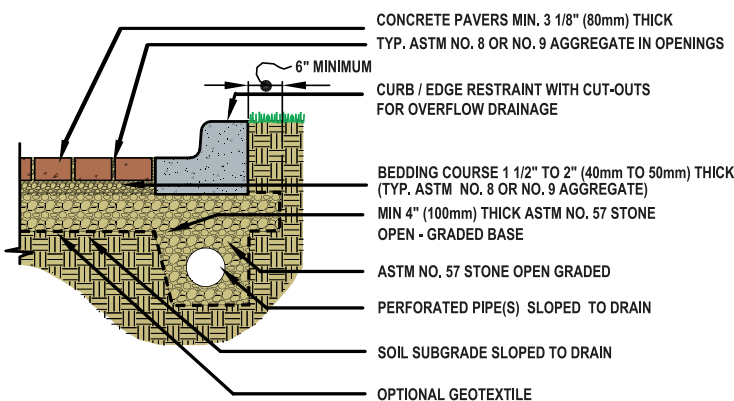 CONCRETE PAVERS MIN. 3 1/8" (80mm) THICK
TYP. ASTM NO. 8 OR NO. 9 AGGREGATE IN OPENINGS
6" MINIMUM
CURB / EDGE RESTRAINT WITH CUT-OUTS
FOR OVERFLOW DRAINAGE
BEDDING COURSE 1 1/2" TO 2" (40mm TO 50mm) THICK
(TYP. ASTM NO. 8 OR NO. 9 AGGREGATE)
MIN 4" (100mm) THICK ASTM NO. 57 STONE
OPEN - GRADED BASE
ASTM NO. 57 STONE OPEN GRADED
PERFORATED PIPE(S) SLOPED TO DRAIN
SOIL SUBGRADE SLOPED TO DRAIN
OPTIONAL GEOTEXTILE